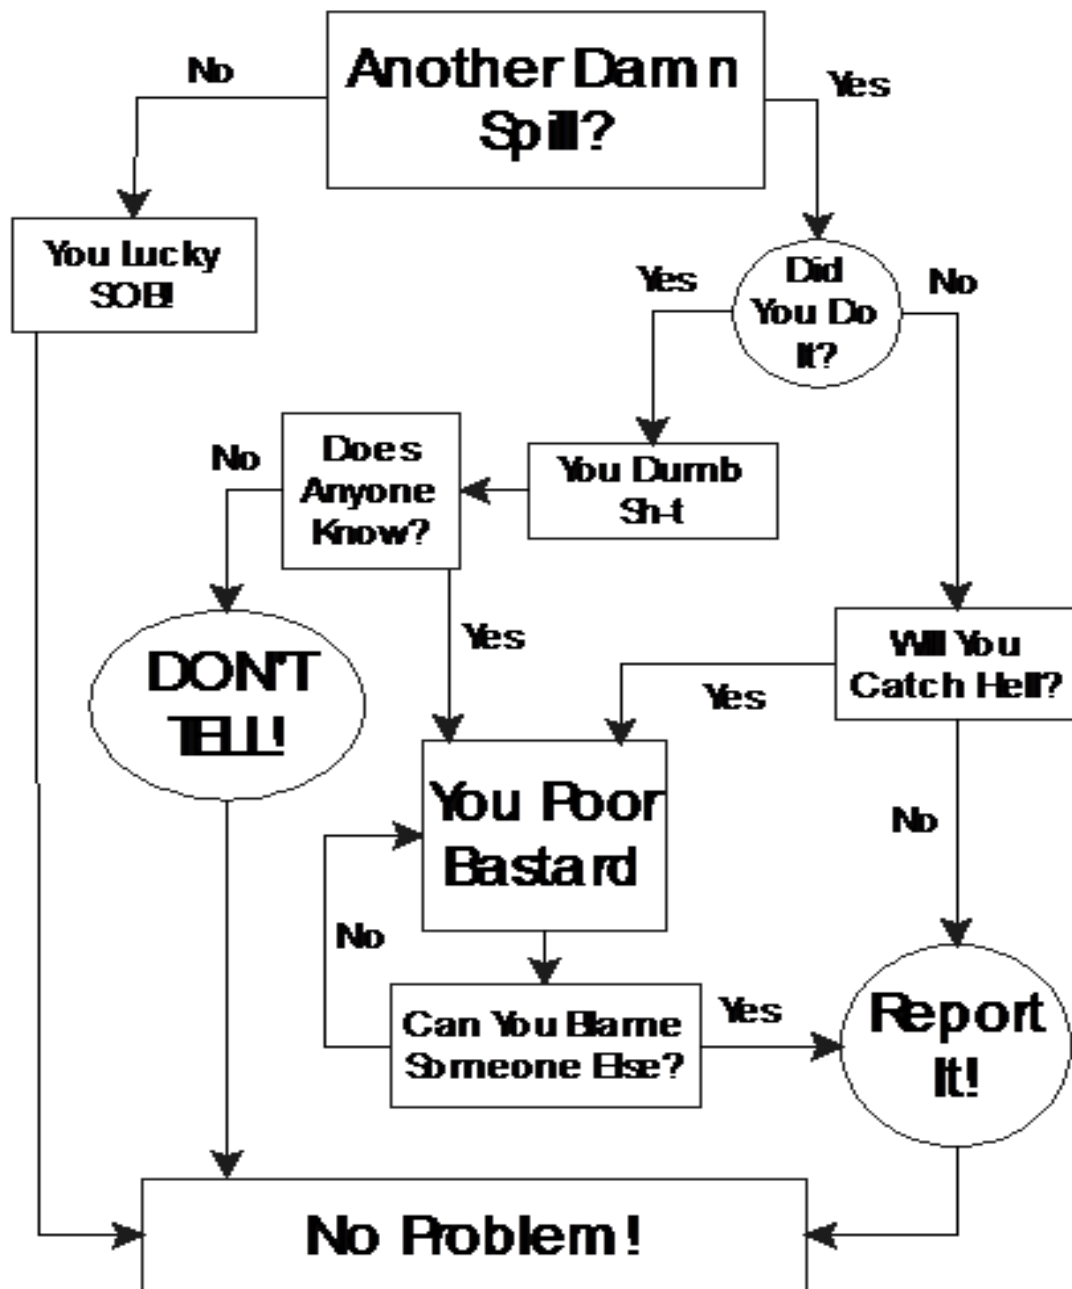 Another Damn
Spill?
No
Yes
You Lucky
SOB!
Did
You Do
It?
Yes
No
You Dumb
Sh-t
Does
Anyone
Know?
No
Yes
DON'T
TELL!
Will You
Catch Hell?
Yes
No
You Poor
Bastard
No
Can You Blame
Someone Else?
Yes
Report
It!
No Problem!